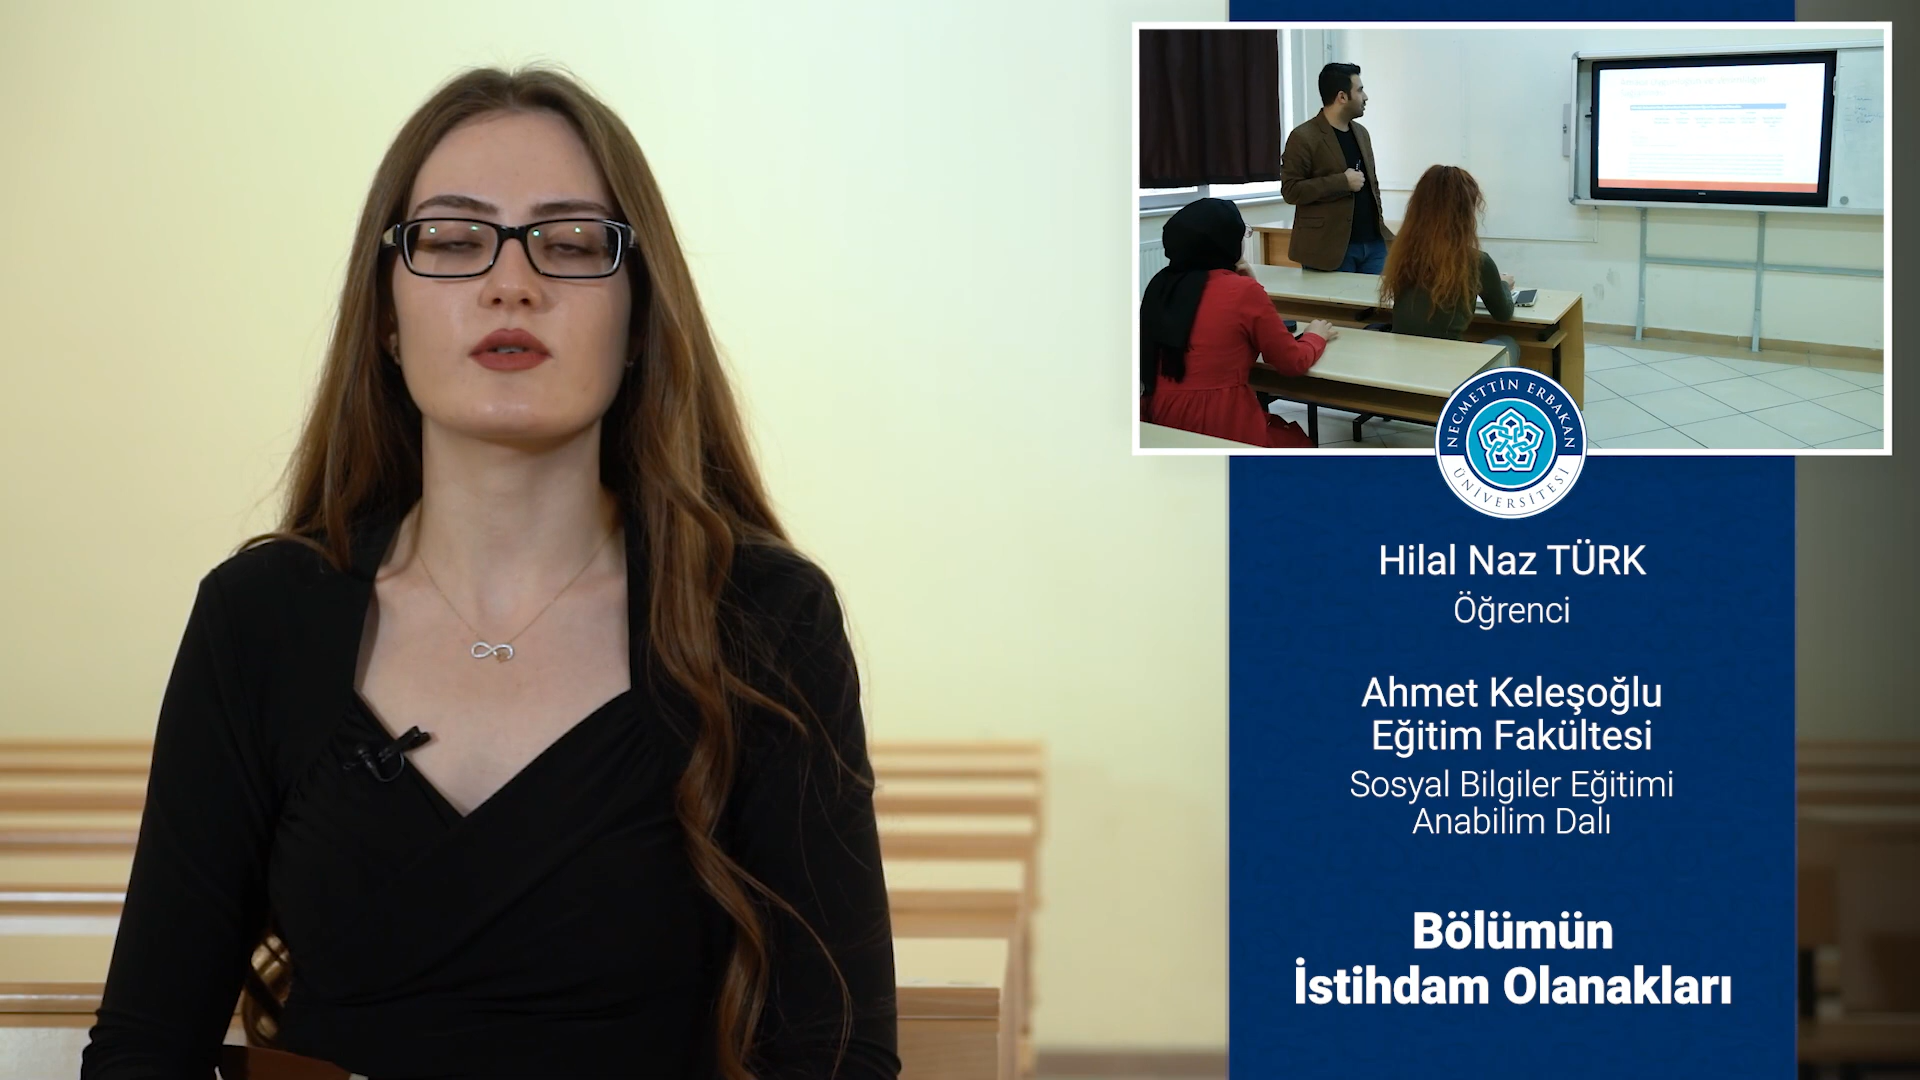 NECMETTİN ERBAKAN
ÜNİVERSİTESİ
Hilal Naz TÜRK
Öğrenci
Ahmet Keleşoğlu
Eğitim Fakültesi
Sosyal Bilgiler Eğitimi
Anabilim Dalı
Bölümün
İstihdam Olanakları